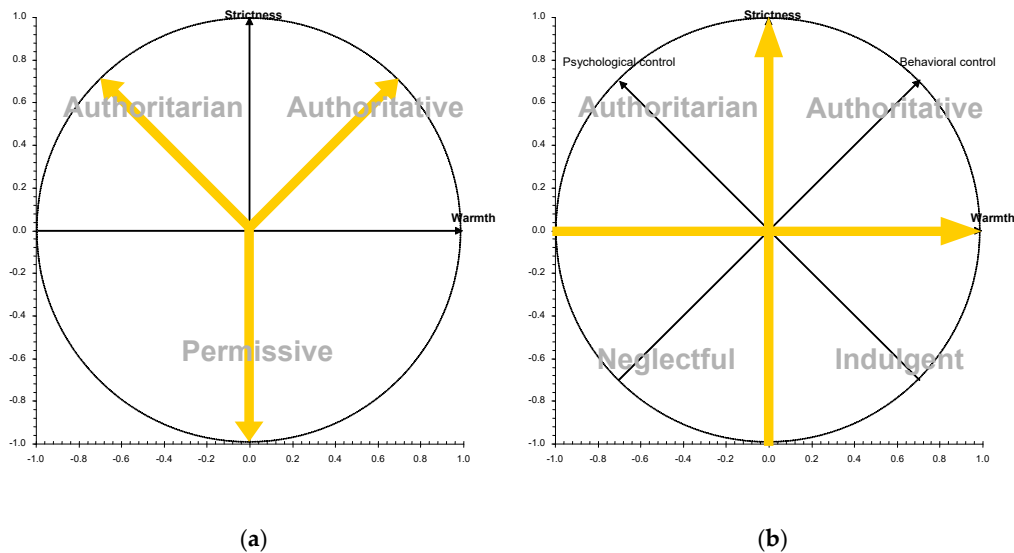 Strictness
1.0
0.8
Authoritarian Authoritative
0.6
0.4
0.2
Warmth
0.0
-0.2
-0.4
Permissive
-0.6
-0.8
-1.0
-1.0 -0.8 -0.6 -0.4 -0.2 0.0 0.2 0.4 0.6 0.8 1.0
(a)
Strictness
1.0
Psychological control Behavioral control
0.8
Authoritarian Authoritative
0.6
0.4
0.2
Warmth
0.0
-0.2
-0.4
Neglectful Indulgent
-0.6
-0.8
-1.0
-1.0 -0.8 -0.6 -0.4 -0.2 0.0 0.2 0.4 0.6 0.8 1.0
(b)